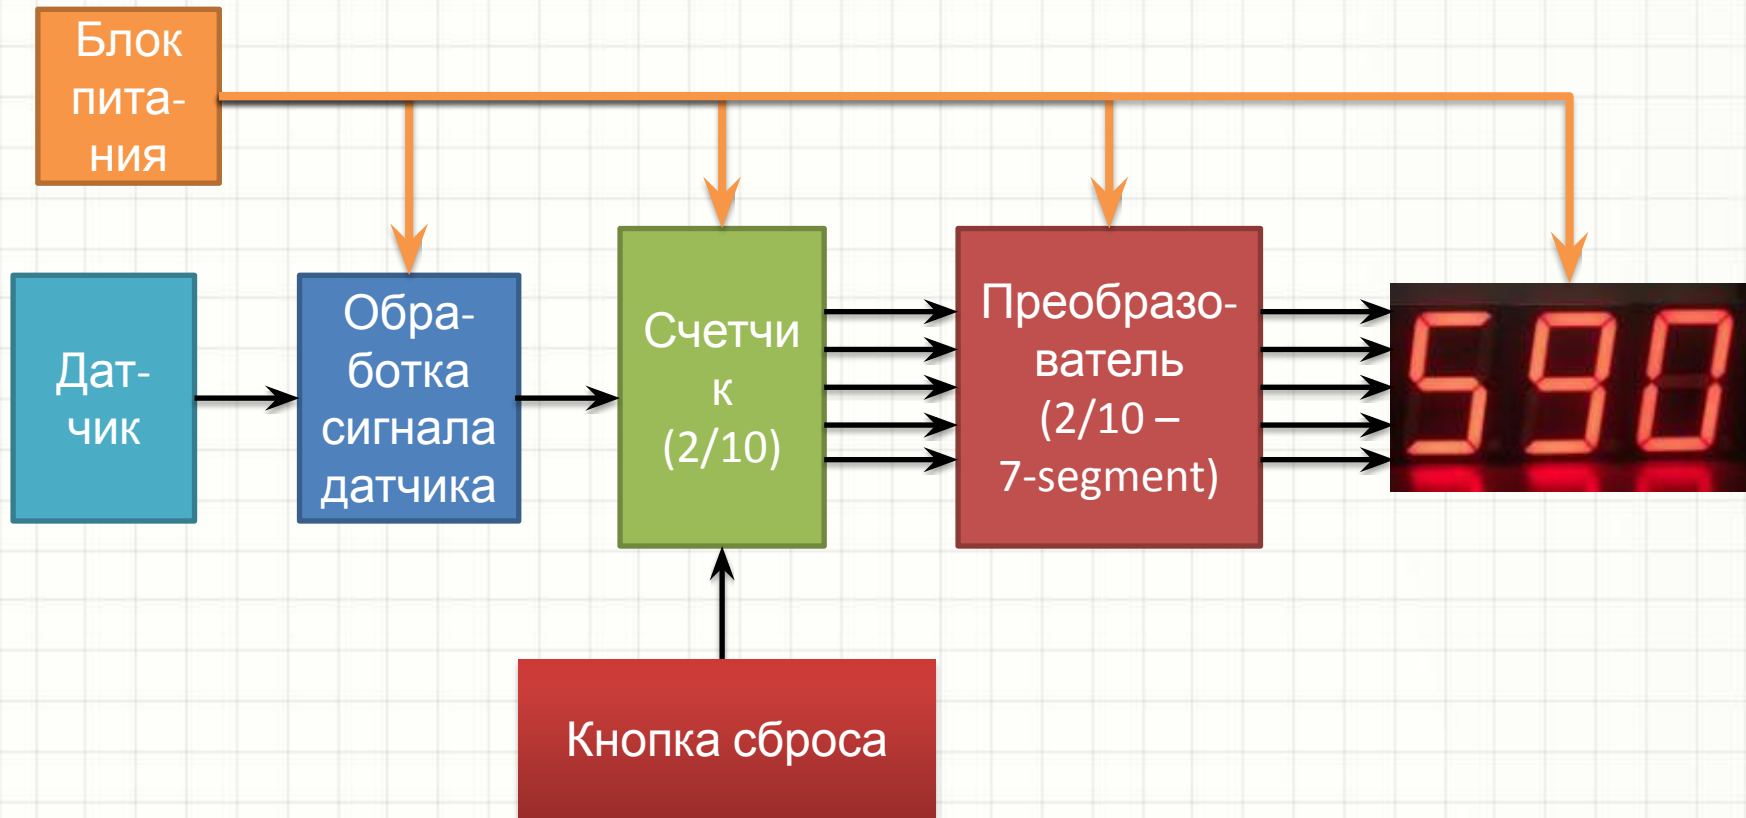 Блок
пита-
ния
Дат-
чик
Обра-
ботка
сигнала
датчика
Счетчи
к
(2/10)
Преобразо-
ватель
(2/10 –
7-segment)
590
Кнопка сброса